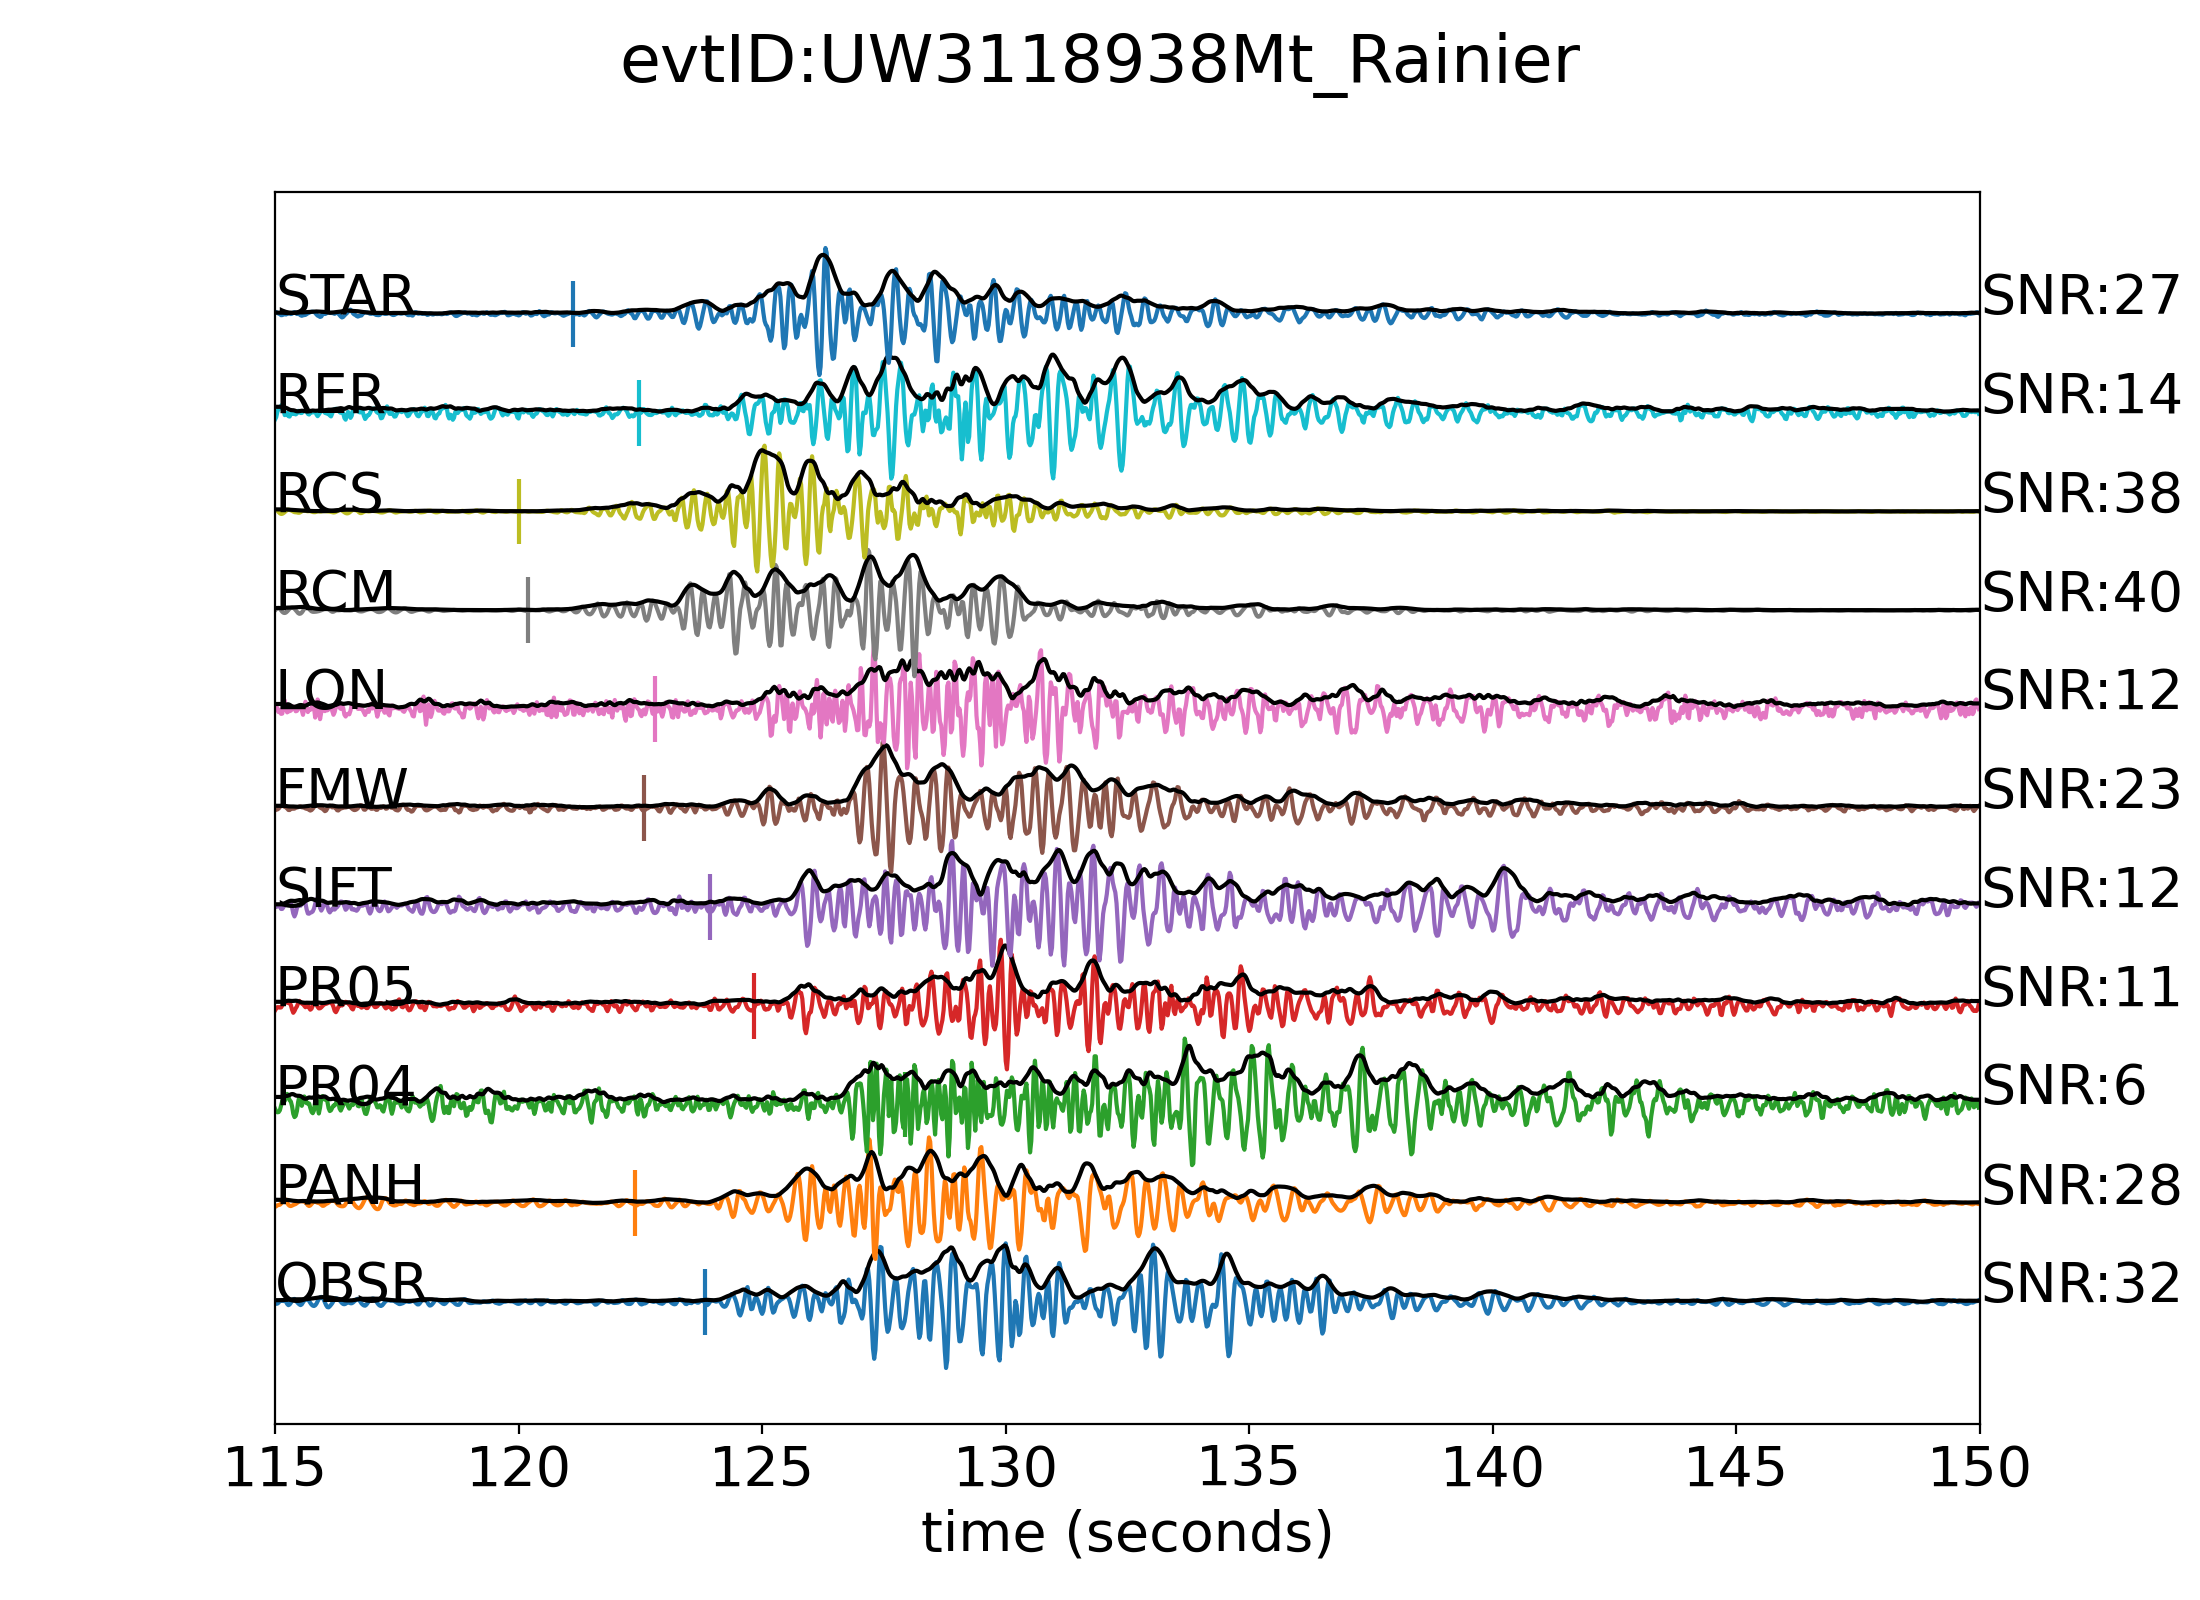 evtID:UW3118938Mt_Rainier
STAR SNR:27
RER SNR:14
RCS SNR:38
RCM SNR:40
LON SNR:12
FMW SNR:23
SIFT SNR:12
PR05 SNR:11
PR04 SNR:6
PANH SNR:28
OBSR SNR:32
115 120 125 130 135 140 145 150
time (seconds)